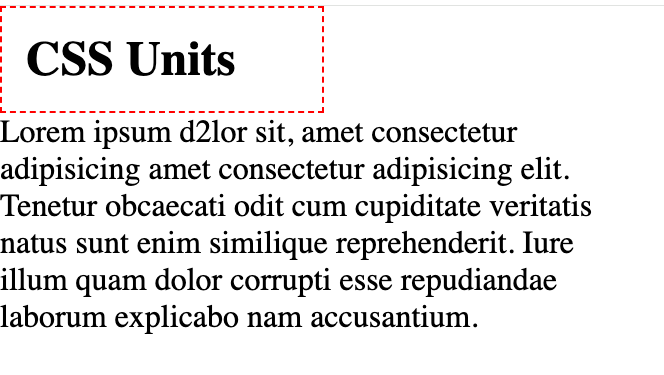 CSS Units
Lorem ipsum d2lor sit, amet consectetur
adipisicing amet consectetur adipisicing elit.
Tenetur obcaecati odit cum cupiditate veritatis
natus sunt enim similique reprehenderit. Iure
illum quam dolor corrupti esse repudiandae
laborum explicabo nam accusantium.